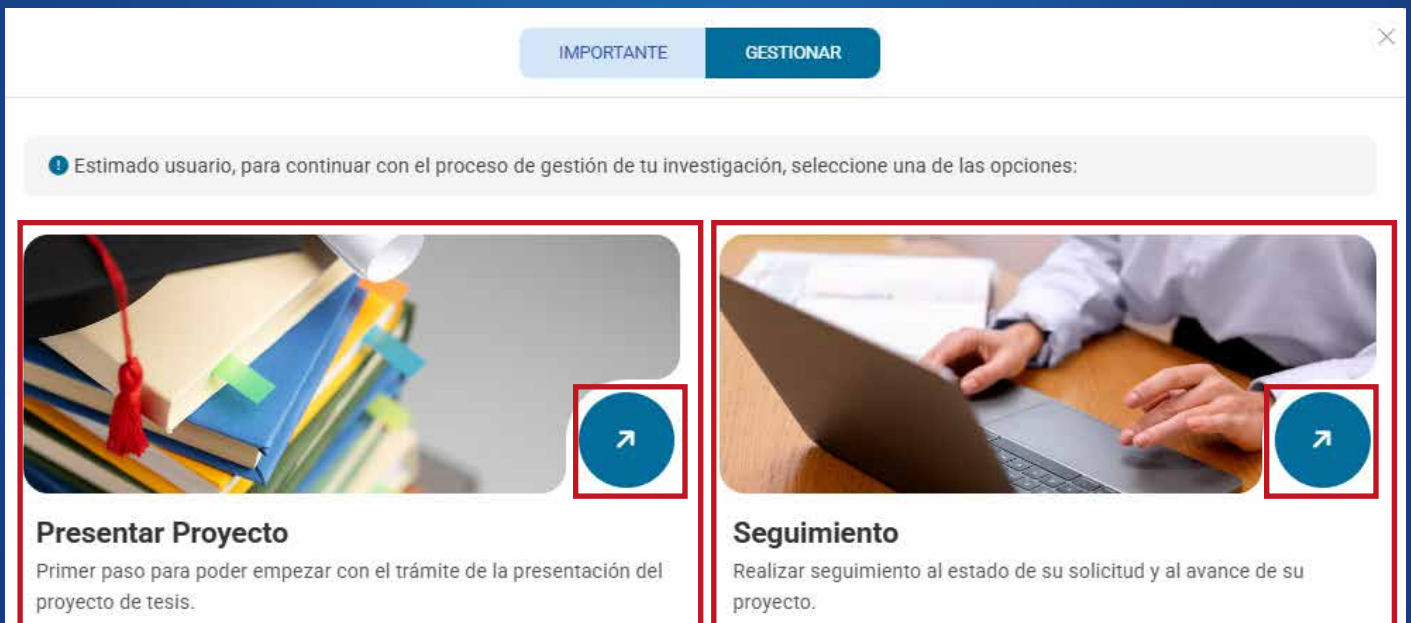 IMPORTANTE
GESTIONAR
Estimado usuario, para continuar con el proceso de gestión de tu investigación, seleccione una de las opciones:
Presentar Proyecto
Primer paso para poder empezar con el trámite de la presentación del
proyecto de tesis.
Seguimiento
Realizar seguimiento al estado de su solicitud y al avance de su
proyecto.